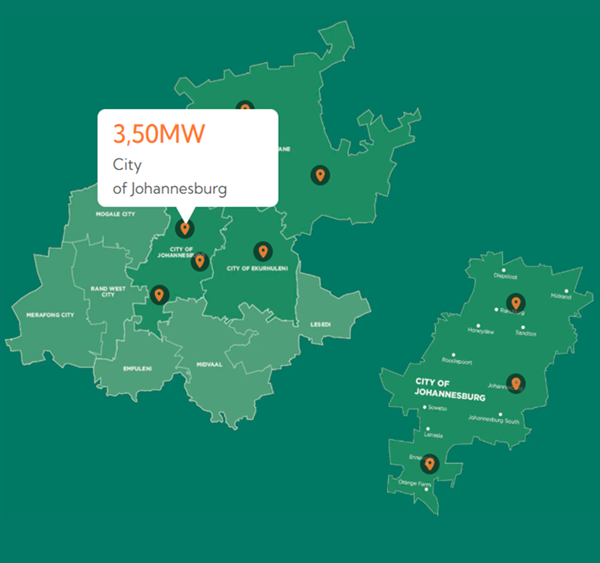 3,50MW
City
of Johannesburg
MOGALE CITY
CITY OF
CITY OF EKURHULENI
RAND WEST
CITY
MERAFONG CITY
LESEDI
EMFULENI
MIDVAAL
Diepsloot
Midrand
Honeydew
Sandton
Roodepoort
CITY OF
JOHANNESBURG
Soweto
Johannesburg South
Lenasia
Orange Farm